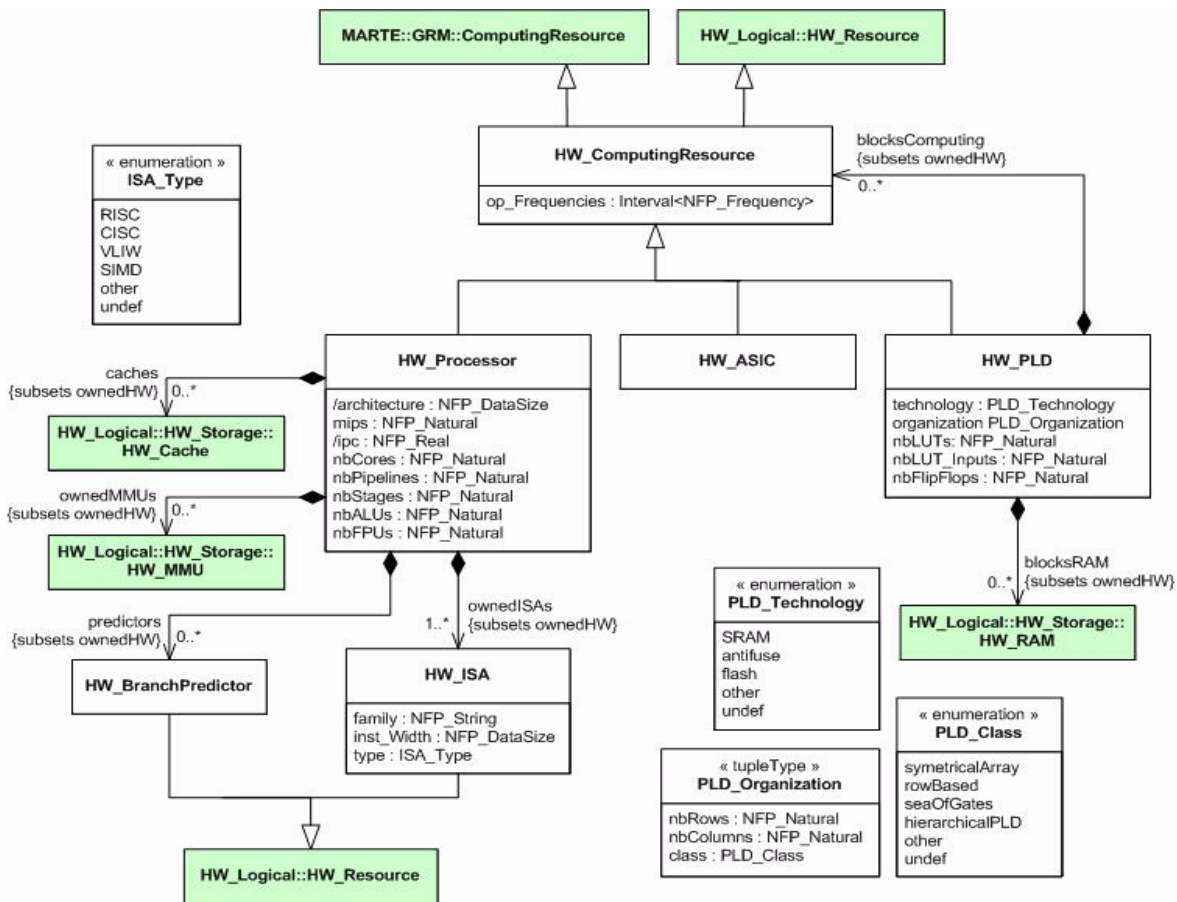 MARTE::GRM::ComputingResource
HW_Logical::HW_Resource
« enumeration »
ISA_Type
RISC
CISC
VLIW
SIMD
other
undef
HW_ComputingResource
op_Frequencies : Interval<NFP_Frequency>
blocksComputing
{subsets ownedHW}
0..*
HW_Processor
/architecture : NFP_DataSize
mips : NFP_Natural
/ipc : NFP_Real
nbCores : NFP_Natural
nbPipelines : NFP_Natural
nbStages : NFP_Natural
nbALUs : NFP_Natural
nbFPUs : NFP_Natural
HW_ASIC
HW_PLD
technology : PLD_Technology
organization PLD_Organization
nbLUTs: NFP_Natural
nbLUT_Inputs : NFP_Natural
nbFlipFlops : NFP_Natural
caches
{subsets ownedHW}
0..*
HW_Logical::HW_Storage::
HW_Cache
ownedMMUs
{subsets ownedHW}
0..*
HW_Logical::HW_Storage::
HW_MMU
predictors
{subsets ownedHW}
0..*
HW_BranchPredictor
ownedISAs
{subsets ownedHW}
1..*
HW_ISA
family : NFP_String
inst_Width : NFP_DataSize
type : ISA_Type
HW_Logical::HW_Resource
blocksRAM
{subsets ownedHW}
0..*
HW_Logical::HW_Storage::
HW_RAM
« enumeration »
PLD_Technology
SRAM
antifuse
flash
other
undef
« tupleType »
PLD_Organization
nbRows : NFP_Natural
nbColumns : NFP_Natural
class : PLD_Class
« enumeration »
PLD_Class
symetricalArray
rowBased
seaOfGates
hierarchicalPLD
other
undef